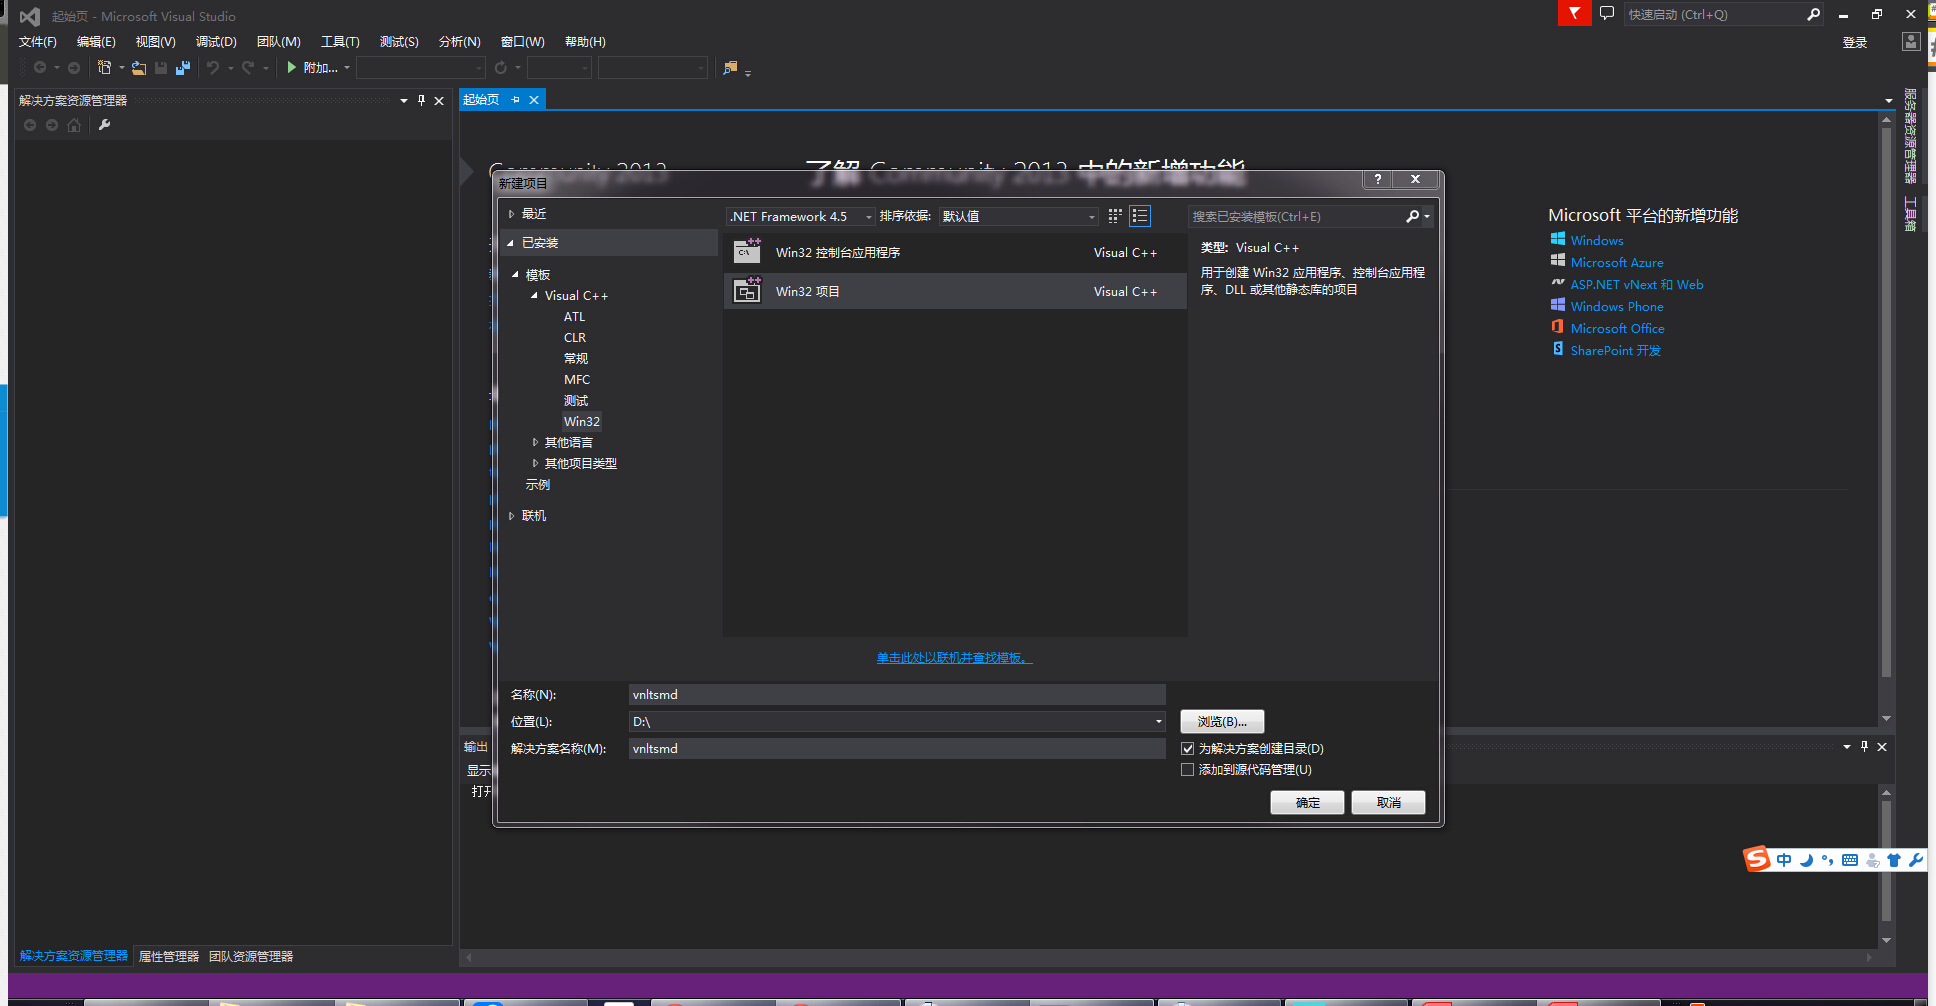 起始页 - Microsoft Visual Studio
快速启动 (Ctrl+Q)
文件(F) 编辑(E) 视图(V) 调试(D) 团队(M) 工具(T) 测试(S) 分析(N) 窗口(W) 帮助(H)
登录
附加...
解决方案资源管理器
起始页
服务器资源管理器
工具箱
Community 2013
了解 Community 2013 中的新增功能
新建项目
最近
已安装
模板
Visual C++
ATL
CLR
常规
MFC
测试
Win32
其他语言
其他项目类型
示例
联机
.NET Framework 4.5 排序依据: 默认值
搜索已安装模板(Ctrl+E)
Win32 控制台应用程序 Visual C++
Win32 项目 Visual C++
类型: Visual C++
用于创建 Win32 应用程序、控制台应用程
序、DLL 或其他静态库的项目
单击此处以联机并查找模板。
名称(N): vnltsmd
位置(L): D:\
浏览(B)...
解决方案名称(M): vnltsmd
为解决方案创建目录(D)
添加到源代码管理(U)
确定 取消
Microsoft 平台的新增功能
Windows
Microsoft Azure
ASP.NET vNext 和 Web
Windows Phone
Microsoft Office
SharePoint 开发
输出
显示
打开
中
解决方案资源管理器 属性管理器 团队资源管理器